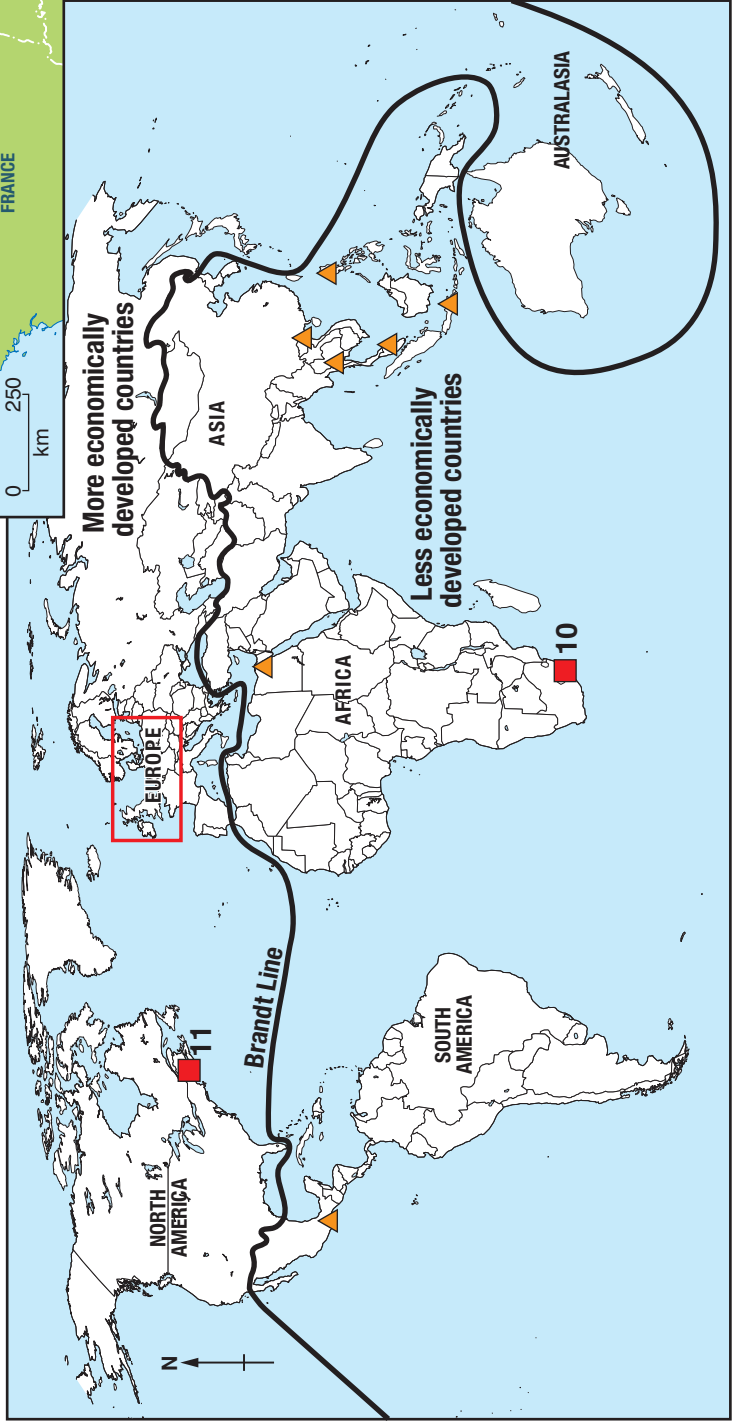 FRANCE
0
250
km
More economically
developed countries
ASIA
EUROPE
Less economically
developed countries
AFRICA
10
AUSTRALASIA
NORTH
AMERICA
11
Brandt Line
SOUTH
AMERICA
N